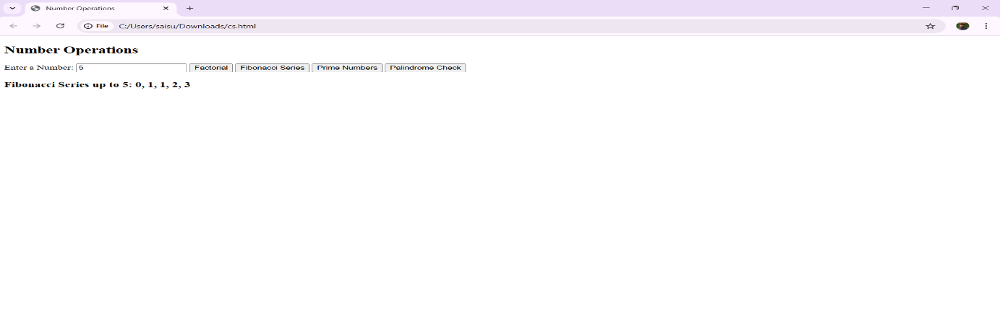 Number Operations
File C:/Users/saisu/Downloads/cs.html
Number Operations
Enter a Number: 5 Factorial Fibonacci Series Prime Numbers Palindrome Check
Fibonacci Series up to 5: 0, 1, 1, 2, 3